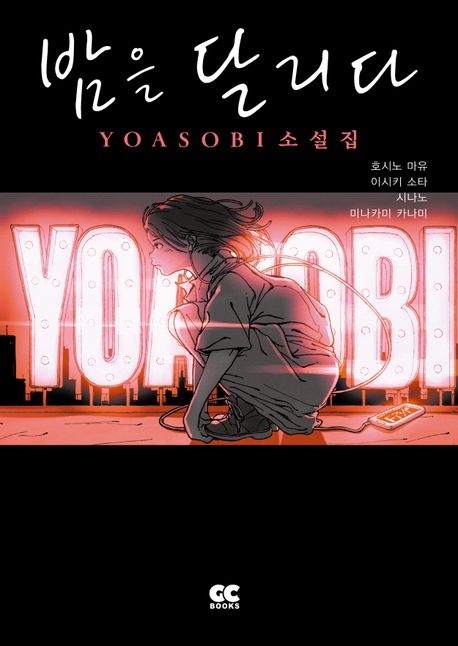 밤을 달리다
YOASOBI 소설집
호시노 마유
이시키 소타
시나노
미나카미 카나미
YOASOBI
GC
BOOKS